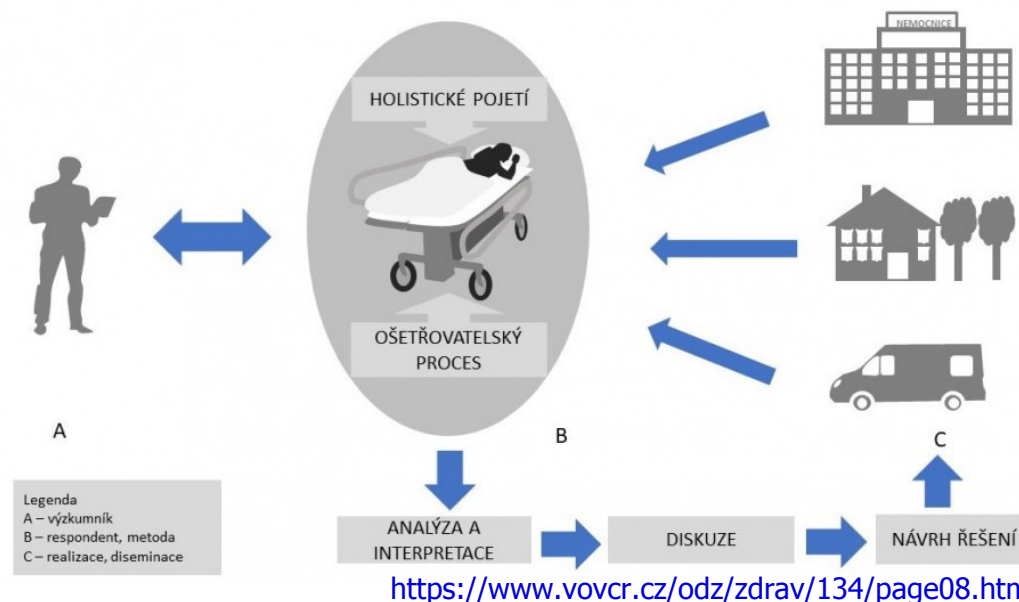 NEMOCNICE
HOLISTICKÉ POJETÍ
OŠETŘOVATELSKÝ
PROCES
A
B
C
Legenda
A – výzkumník
B – respondent, metoda
C – realizace, diseminace
ANALÝZA A
INTERPRETACE
DISKUZE
NÁVRH ŘEŠENÍ
https://www.vovcr.cz/odz/zdrav/134/page08.htm